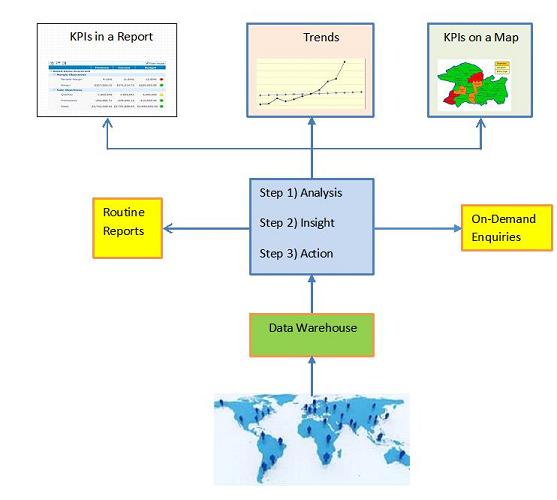 KPIs in a Report
Trends
KPIs on a Map
Step 1) Analysis
Step 2) Insight
Step 3) Action
Routine
Reports
On-Demand
Enquiries
Data Warehouse